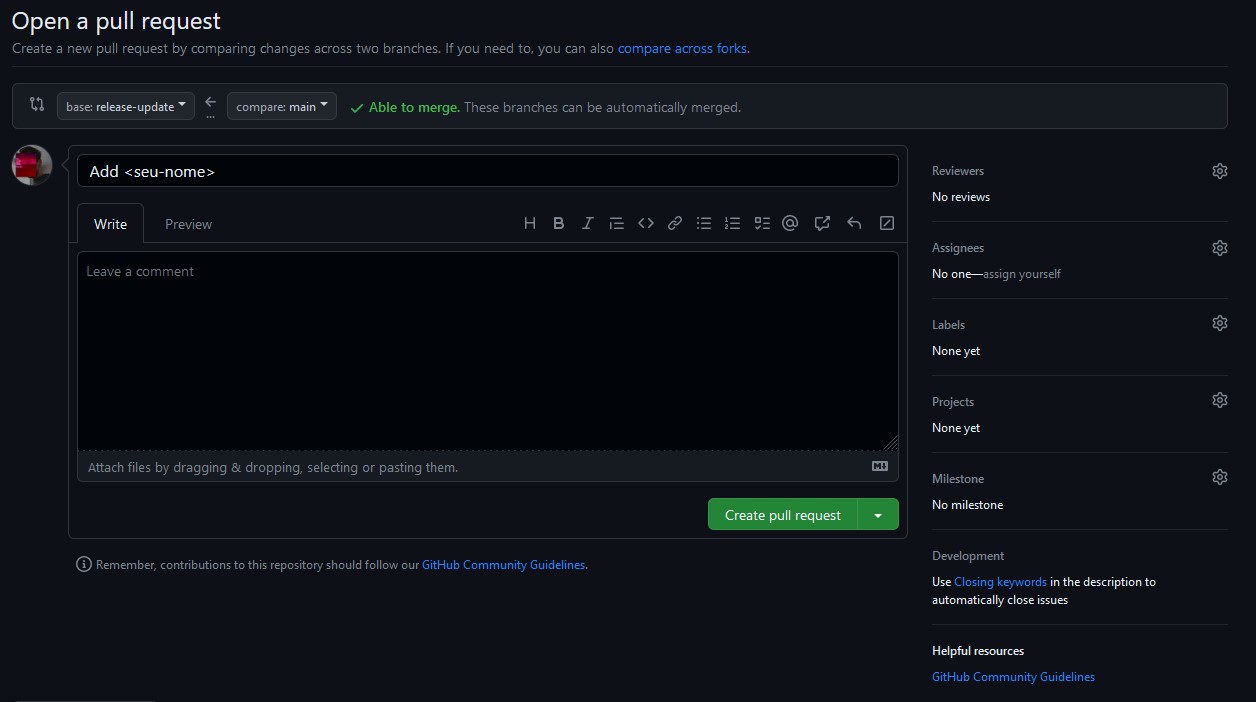 Open a pull request
Create a new pull request by comparing changes across two branches. If you need to, you can also compare across forks.
base: release-update
...
compare: main
Able to merge. These branches can be automatically merged.
Add <seu-nome>
Write
Preview
Leave a comment
Attach files by dragging & dropping, selecting or pasting them.
Create pull request
Remember, contributions to this repository should follow our GitHub Community Guidelines.
Reviewers
No reviews
Assignees
No one—assign yourself
Labels
None yet
Projects
None yet
Milestone
No milestone
Development
Use Closing keywords in the description to
automatically close issues
Helpful resources
GitHub Community Guidelines